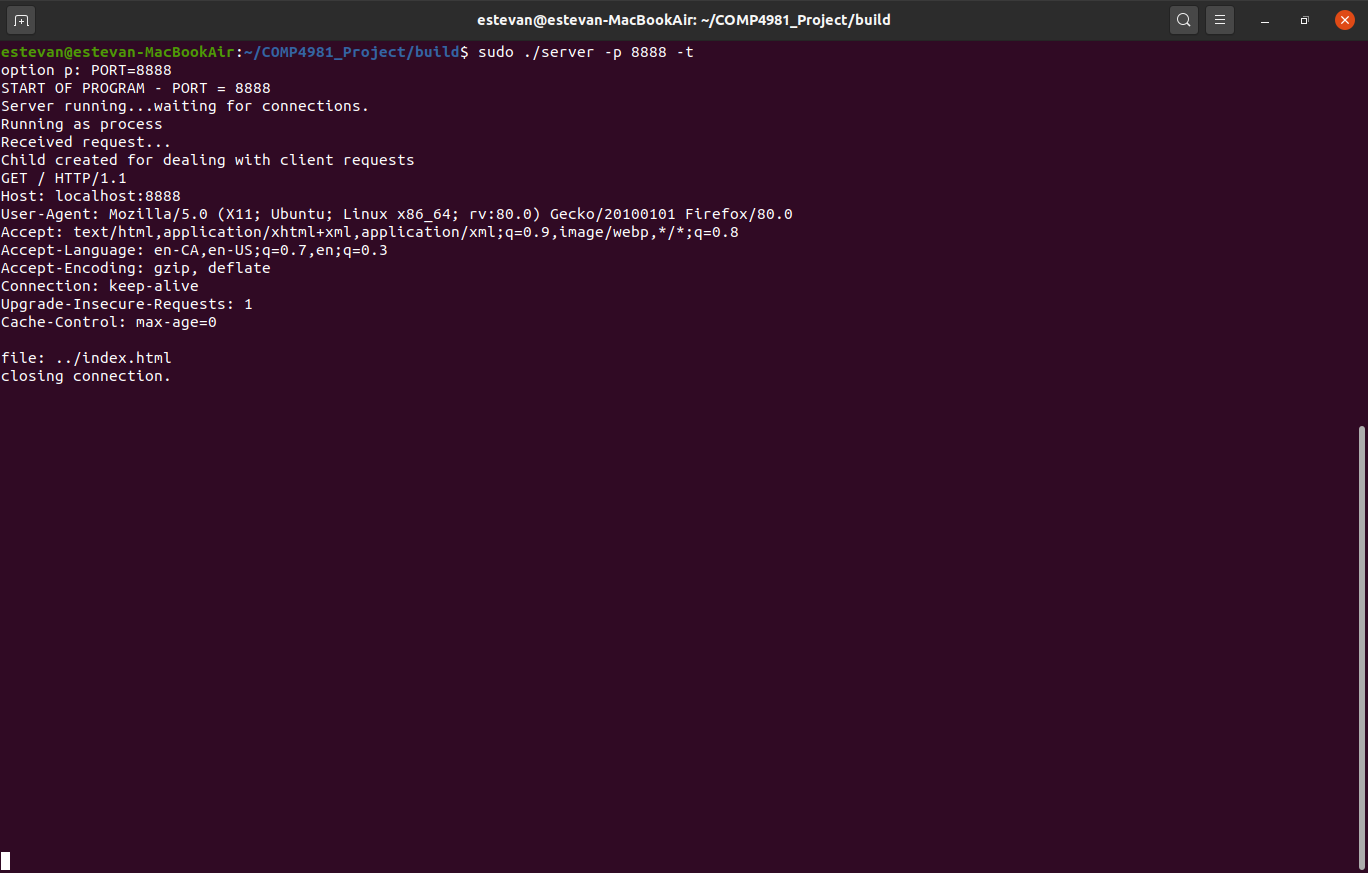 estevan@estevan-MacBookAir: ~/COMP4981_Project/build
estevan@estevan-MacBookAir:~/COMP4981_Project/build$ sudo ./server -p 8888 -t
option p: PORT=8888
START OF PROGRAM - PORT = 8888
Server running...waiting for connections.
Running as process
Received request...
Child created for dealing with client requests
GET / HTTP/1.1
Host: localhost:8888
User-Agent: Mozilla/5.0 (X11; Ubuntu; Linux x86_64; rv:80.0) Gecko/20100101 Firefox/80.0
Accept: text/html,application/xhtml+xml,application/xml;q=0.9,image/webp,*/*;q=0.8
Accept-Language: en-CA,en-US;q=0.7,en;q=0.3
Accept-Encoding: gzip, deflate
Connection: keep-alive
Upgrade-Insecure-Requests: 1
Cache-Control: max-age=0
file: ../index.html
closing connection.